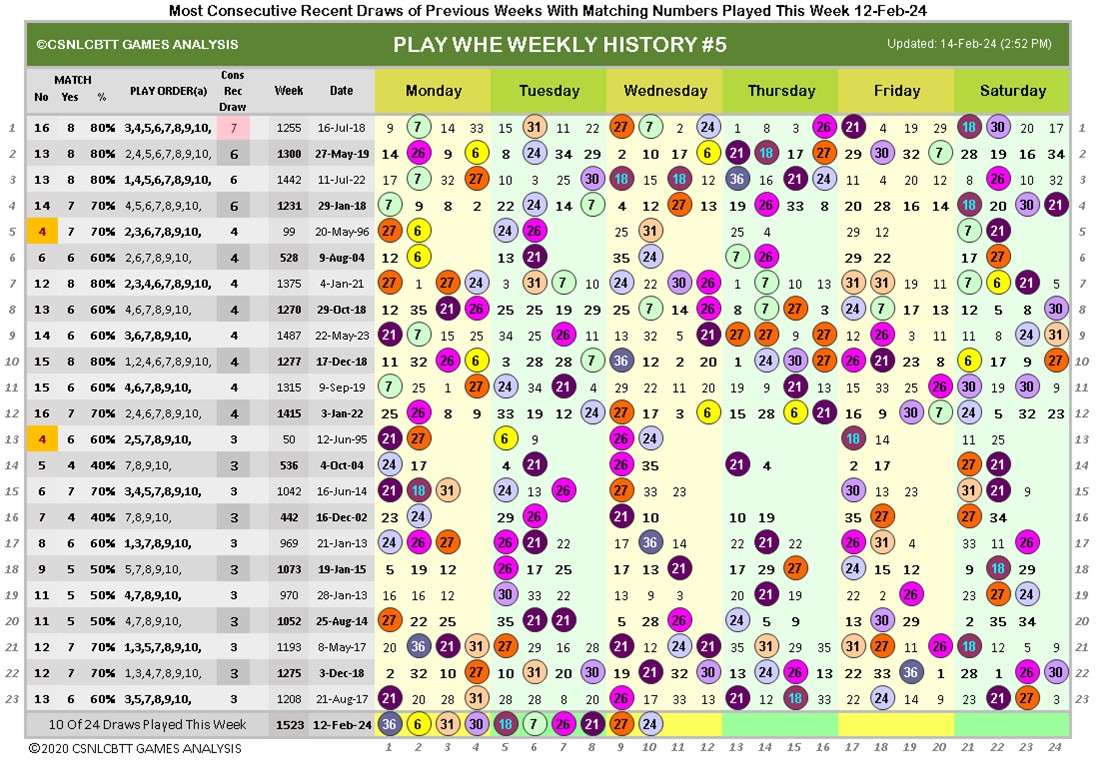 Most Consecutive Recent Draws of Previous Weeks With Matching Numbers Played This Week 12-Feb-24
©CSNLCBTT GAMES ANALYSIS PLAY WHE WEEKLY HISTORY #5 Updated: 14-Feb-24 (2:52 PM)
MATCH Cons
No Yes % PLAY ORDER(a) Rec Week Date Monday Tuesday Wednesday Thursday Friday Saturday
Draw
1 16 8 80% 3,4,5,6,7,8,9,10, 7 1255 16-Jul-18 9 7 14 33 15 31 11 22 27 7 2 24 1 8 3 26 21 4 19 29 18 30 20 17 1
2 13 8 80% 2,4,5,6,7,8,9,10, 6 1300 27-May-19 14 26 9 6 8 24 34 29 2 10 17 6 21 18 17 27 29 30 32 7 28 19 16 34 2
3 13 8 80% 1,4,5,6,7,8,9,10, 6 1442 11-Jul-22 17 7 32 27 10 3 25 30 18 15 18 12 36 16 21 24 11 4 20 12 8 26 10 32 3
4 14 7 70% 4,5,6,7,8,9,10, 6 1231 29-Jan-18 7 9 8 2 22 24 14 7 4 11 27 13 19 26 33 8 20 28 16 14 18 20 30 21 4
5 4 7 70% 2,3,6,7,8,9,10, 4 99 20-May-96 27 6 24 26 25 31 25 4 29 12 7 21 5
6 6 6 60% 2,6,7,8,9,10, 4 528 9-Aug-04 12 6 13 21 35 24 7 26 29 22 17 27 6
7 12 8 80% 2,3,4,6,7,8,9,10, 4 1375 4-Jan-21 27 1 27 24 3 31 7 10 24 22 30 26 1 7 10 13 31 31 19 11 7 6 21 5 7
8 13 6 60% 4,6,7,8,9,10, 4 1270 29-Oct-18 12 35 21 26 25 25 19 29 25 7 14 26 8 7 27 3 24 7 17 13 12 5 8 30 8
9 14 6 60% 3,6,7,8,9,10, 4 1487 22-May-23 21 7 15 25 34 25 26 11 13 32 5 21 27 27 9 27 12 26 3 11 11 8 24 31 9
10 15 8 80% 1,2,4,6,7,8,9,10, 4 1277 17-Dec-18 11 32 26 6 3 28 28 7 36 12 2 20 1 24 30 27 26 21 23 8 6 17 9 27 10
11 15 6 60% 4,6,7,8,9,10, 4 1315 9-Sep-19 7 25 1 27 24 34 21 4 29 22 11 20 19 9 21 13 15 33 25 26 30 19 30 9 11
12 16 7 70% 2,4,6,7,8,9,10, 4 1415 3-Jan-22 25 26 8 9 33 19 12 24 27 17 3 6 15 28 6 21 16 9 30 7 24 5 32 23 12
13 4 6 60% 2,5,7,8,9,10, 3 50 12-Jun-95 21 27 6 9 26 24 18 14 11 25 13
14 5 4 40% 7,8,9,10, 3 536 4-Oct-04 24 17 4 21 26 35 21 4 2 17 27 21 14
15 6 7 70% 3,4,5,7,8,9,10, 3 1042 16-Jun-14 21 18 31 24 13 26 27 33 23 30 13 23 31 21 9 15
16 7 4 40% 7,8,9,10, 3 442 16-Dec-02 23 24 29 26 21 10 10 19 35 27 27 34 16
17 8 6 60% 1,3,7,8,9,10, 3 969 21-Jan-13 24 26 27 26 21 22 17 36 14 22 21 22 26 31 4 33 11 26 17
18 9 5 50% 5,7,8,9,10, 3 1073 19-Jan-15 5 19 12 26 17 25 17 13 21 17 29 27 24 15 12 9 18 29 18
19 11 5 50% 4,7,8,9,10, 3 970 28-Jan-13 16 16 12 30 33 22 13 9 3 10 21 19 22 2 26 22 27 24 19
20 11 5 50% 4,7,8,9,10, 3 1052 25-Aug-14 27 22 25 35 21 21 5 28 26 24 5 9 13 30 29 2 35 34 20
21 12 7 70% 1,3,5,7,8,9,10, 3 1193 8-May-17 20 36 21 31 27 29 16 28 21 12 24 21 35 31 29 35 31 27 11 26 18 12 5 9 21
22 12 7 70% 1,3,4,7,8,9,10, 3 1275 3-Dec-18 2 32 10 27 10 31 20 30 19 21 32 30 13 24 26 13 22 33 36 1 28 1 26 30 22
23 13 6 60% 3,5,7,8,9,10, 3 1208 21-Aug-17 21 20 28 31 28 28 8 20 26 17 33 13 21 12 18 33 22 24 14 9 23 21 27 3 23
10 Of 24 Draws Played This Week 1523 12-Feb-24 36 6 31 30 18 7 26 21 27 24
©2020 CSNLCBTT GAMES ANALYSIS 1 2 3 4 5 6 7 8 9 10 11 12 13 14 15 16 17 18 19 20 21 22 23 24